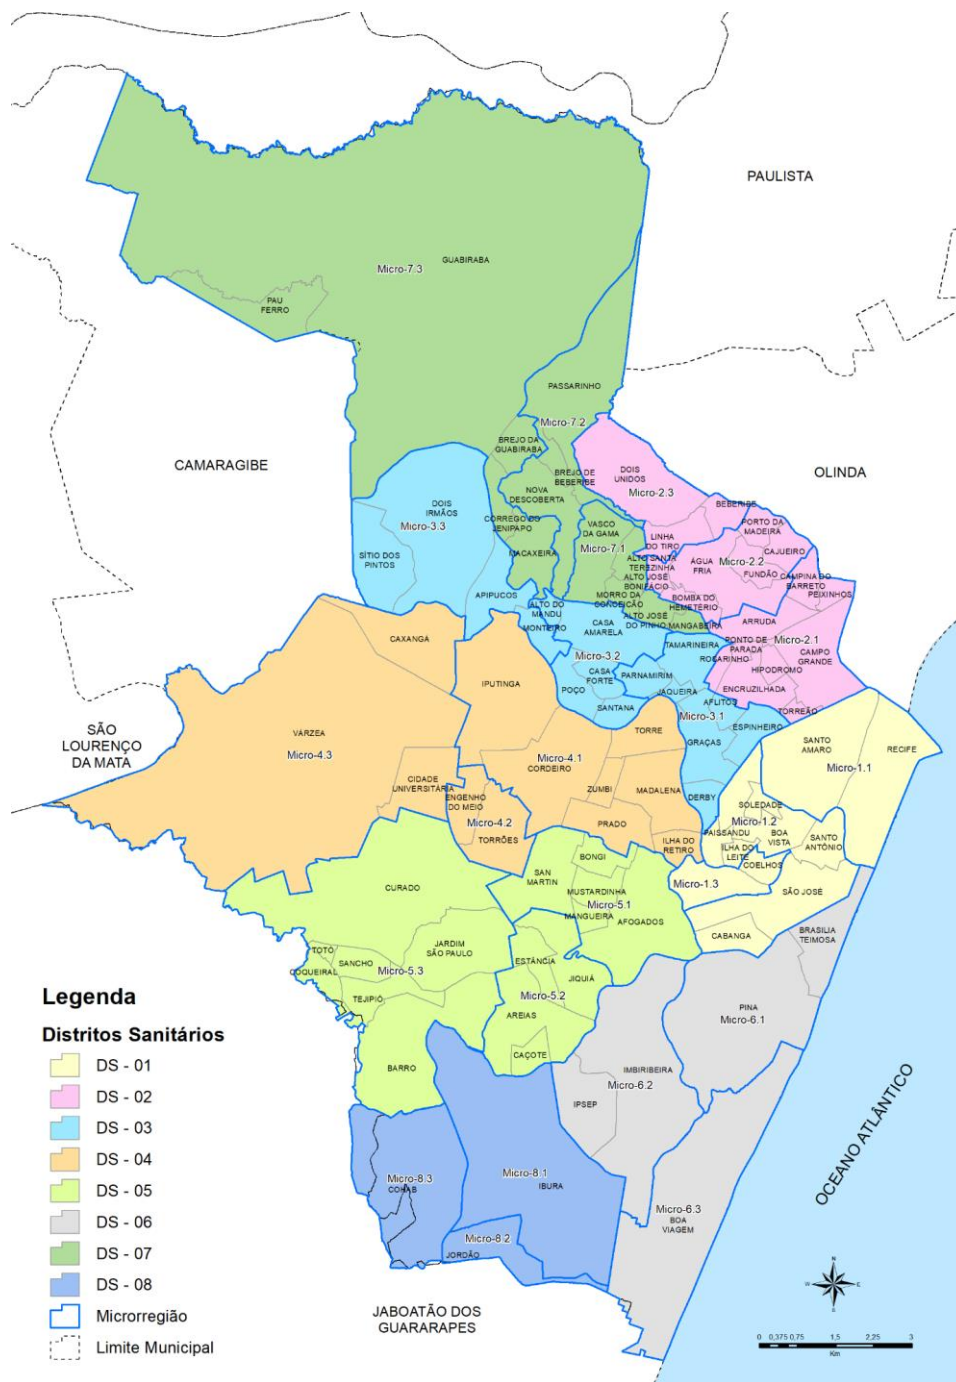 PAULISTA
GUABIRABA
Micro-7.3
PAU
FERRO
PASSARINHO
Micro-7.2
BREJO DA
GUABIRABA
CAMARAGIBE
OLINDA
DOIS
UNIDOS
Micro-2.3
BREJO DE
BEBERIBE
NOVA
DESCOBERTA
BEBERIBE
DOIS
IRMÃOS
Micro-3.3
CÓRREGO DO
JENIPAPO
VASCO
DA GAMA
PORTO DA
MADEIRA
LINHA
DO TIRO
Micro-7.1
MACAXEIRA
SÍTIO DOS
PINTOS
CAJUEIRO
ALTO SANTA
TEREZINHA
ÁGUA
FRIA
Micro-2.2
FUNDÃO
ALTO JOSÉ
BONIFÁCIO
CAMPINA DO
BARRETO
PEIXINHOS
APIPUCOS
MORRO DA
CONCEIÇÃO
BOMBA DO
HEMETÉRIO
ALTO DO
MANDU
ALTO JOSÉ
DO PINHO
MANGABEIRA
ARRUDA
MONTEIRO
CASA
AMARELA
CAXANGÁ
TAMARINEIRA
PONTO DE
PARADA
Micro-2.1
Micro-3.2
ROSARINHO
CAMPO
GRANDE
HIPÓDROMO
CASA
FORTE
PARNAMIRIM
IPUTINGA
POÇO
JAQUEIRA
ENCRUZILHADA
AFLITOS
SANTANA
TORREÃO
Micro-3.1
ESPINHEIRO
SÃO
LOURENÇO
DA MATA
VÁRZEA
Micro-4.3
TORRE
GRAÇAS
SANTO
AMARO
RECIFE
Micro-4.1
CORDEIRO
Micro-1.1
CIDADE
UNIVERSITÁRIA
ZUMBI
MADALENA
DERBY
ENGENHO
DO MEIO
SOLEDADE
Micro-4.2
PRADO
Micro-1.2
PAISSANDU
BOA
VISTA
SANTO
ANTÔNIO
TORRÕES
ILHA DO
RETIRO
ILHA DO
LEITE
COELHOS
BONGI
SAN
MARTIN
Micro-1.3
CURADO
MUSTARDINHA
SÃO JOSÉ
Micro-5.1
MANGUEIRA
AFOGADOS
CABANGA
BRASILIA
TEIMOSA
JARDIM
SÃO PAULO
TOTÓ
SANCHO
ESTÂNCIA
COQUEIRAL
Micro-5.3
JIQUIÁ
TEJIPIÓ
Micro-5.2
AREIAS
PINA
Micro-6.1
CAÇOTE
BARRO
IMBIRIBEIRA
Micro-6.2
IPSEP
Micro-8.3
COHAB
Micro-8.1
IBURA
Micro-6.3
BOA
VIAGEM
Micro-8.2
JORDÃO
JABOATÃO DOS
GUARARAPES
OCEANO ATLÂNTICO
Legenda
Distritos Sanitários
DS - 01
DS - 02
DS - 03
DS - 04
DS - 05
DS - 06
DS - 07
DS - 08
Microrregião
Limite Municipal
N
W
E
S
0 0,375 0,75 1,5 2,25 3
Km